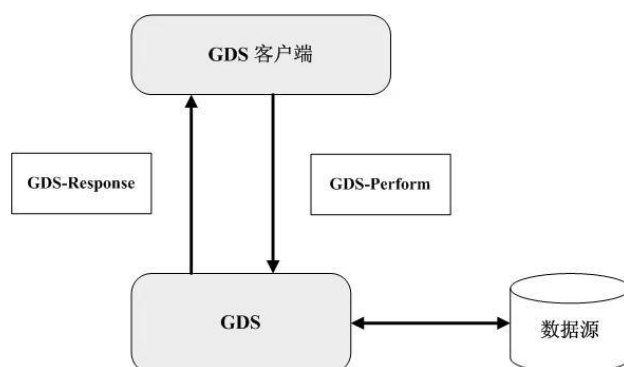 GDS 客户端
GDS-Response
GDS-Perform
GDS
数据源